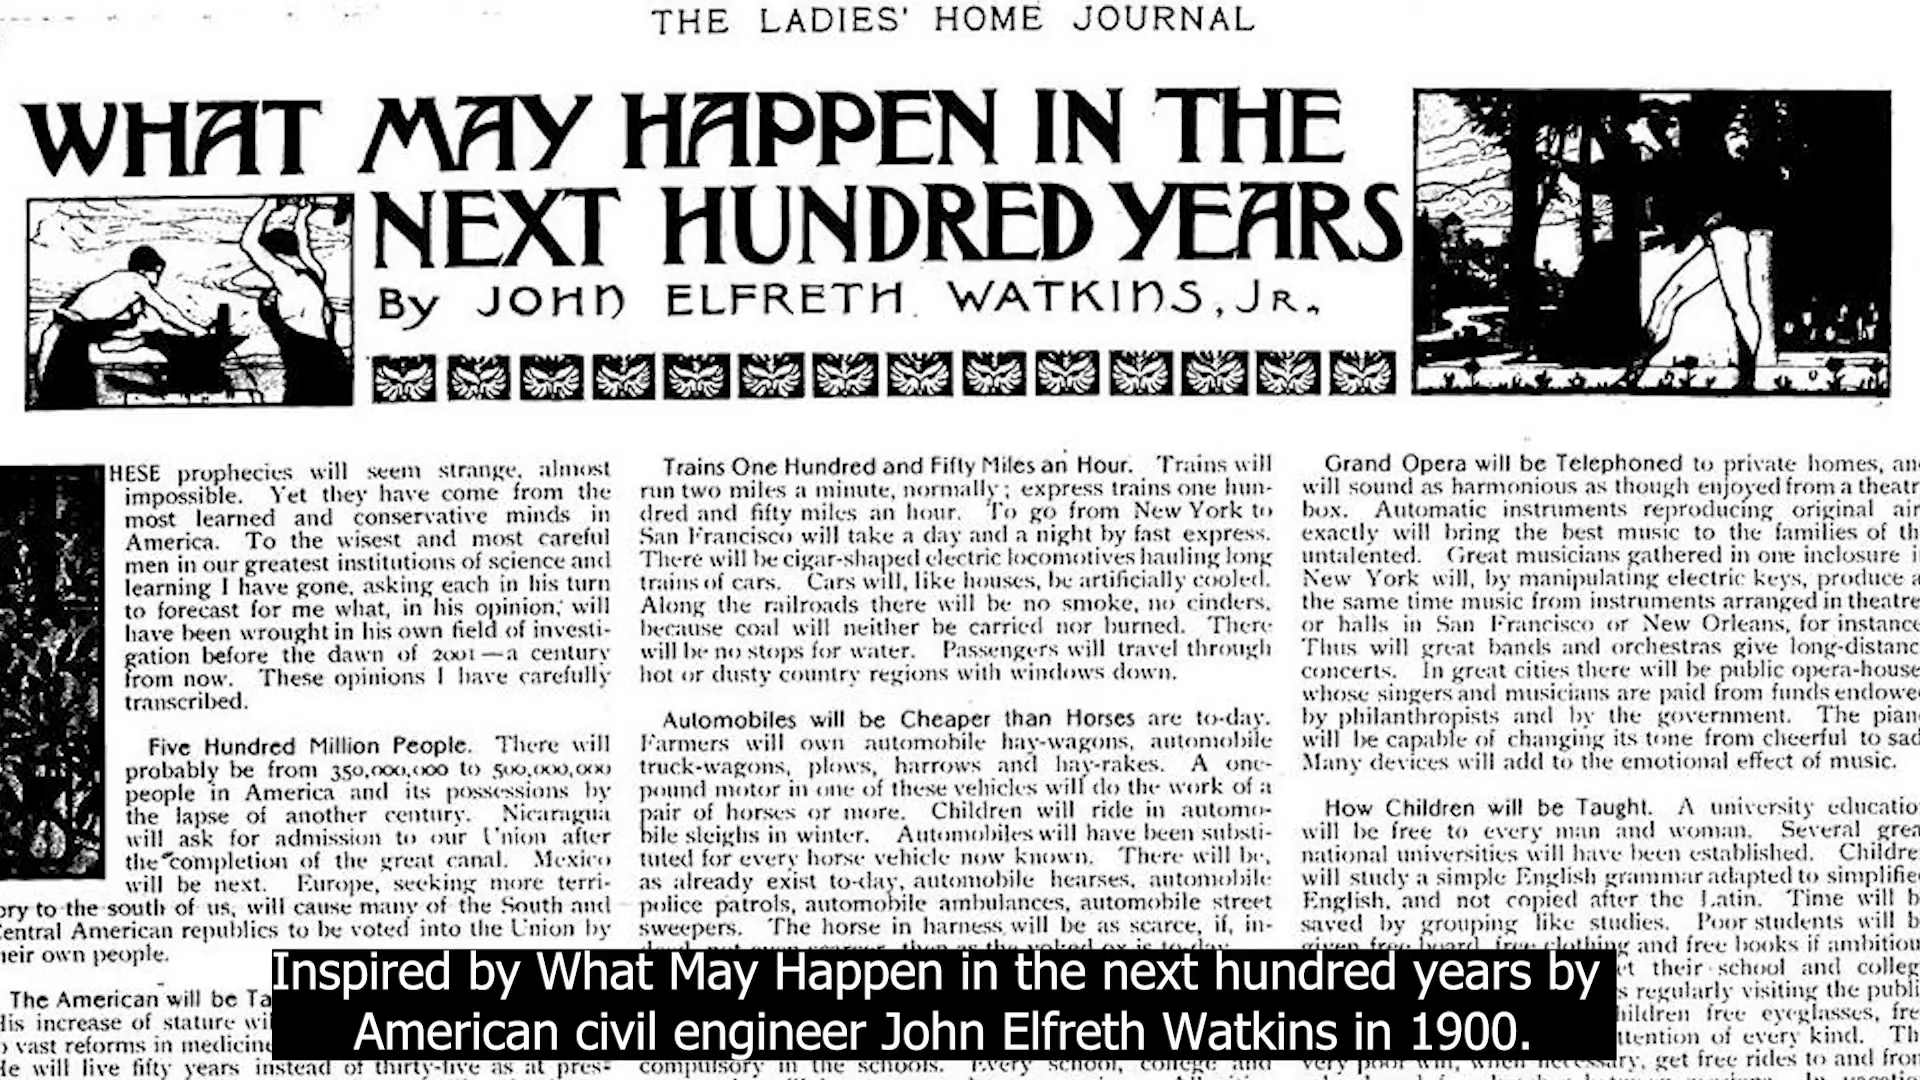 THE LADIES' HOME JOURNAL
WHAT MAY HAPPEN IN THE
NEXT HUNDRED YEARS
By JOHN ELFRETH WATKINS, JR.
HESE prophecies will seem strange, almost
impossible. Yet they have come from the
most learned and conservative minds in
America. To the wisest and most careful
men in our greatest institutions of science and
learning I have gone, asking each in his turn
to forecast for me what, in his opinion, will
have been wrought in his own field of investi-
gation before the dawn of 2001—a century
from now. These opinions I have carefully
transcribed.
Five Hundred Million People. There will
probably be from 350,000,000 to 500,000,000
people in America and its possessions by
the lapse of another century. Nicaragua
will ask for admission to our Union after
the completion of the great canal. Mexico
will be next. Europe, seeking more terri-
ory to the south of us, will cause many of the South and
entral American republics to be voted into the Union by
heir own people.
The American will be Ta
His increase of stature wi
vast reforms in medicine
He will live fifty years instead of thirty-five as at pres-
Trains One Hundred and Fifty Miles an Hour. Trains will
run two miles a minute, normally; express trains one hun-
dred and fifty miles an hour. To go from New York to
San Francisco will take a day and a night by fast express.
There will be cigar-shaped electric locomotives hauling long
trains of cars. Cars will, like houses, be artificially cooled.
Along the railroads there will be no smoke, no cinders,
because coal will neither be carried nor burned. There
will be no stops for water. Passengers will travel through
hot or dusty country regions with windows down.
Automobiles will be Cheaper than Horses are to-day.
Farmers will own automobile hay-wagons, automobile
truck-wagons, plows, harrows and hay-rakes. A one-
pound motor in one of these vehicles will do the work of a
pair of horses or more. Children will ride in automo-
bile sleighs in winter. Automobiles will have been substi-
tuted for every horse vehicle now known. There will be,
as already exist to-day, automobile hearses, automobile
police patrols, automobile ambulances, automobile street
sweepers. The horse in harness will be as scarce, if, in-
deed, not even scarcer, then as the yoked ox is to-day.
compulsory in the schools. Every school, college and
Grand Opera will be Telephoned to private homes, and
will sound as harmonious as though enjoyed from a theatr
box. Automatic instruments reproducing original air
exactly will bring the best music to the families of th
untalented. Great musicians gathered in one inclosure i
New York will, by manipulating electric keys, produce a
the same time music from instruments arranged in theatre
or halls in San Francisco or New Orleans, for instance
Thus will great bands and orchestras give long-distanc
concerts. In great cities there will be public opera-house
whose singers and musicians are paid from funds endowe
by philanthropists and by the government. The pian
will be capable of changing its tone from cheerful to sad
Many devices will add to the emotional effect of music.
How Children will be Taught. A university educatio
will be free to every man and woman. Several grea
national universities will have been established. Childre
will study a simple English grammar adapted to simplifie
English, and not copied after the Latin. Time will b
saved by grouping like studies. Poor students will b
given free board, free clothing and free books if ambitiou
t their school and colleg
s regularly visiting the publi
hildren free eyeglasses, fre
ttention of every kind. Th
very poor will, when necessary, get free rides to and from
Inspired by What May Happen in the next hundred years by
American civil engineer John Elfreth Watkins in 1900.